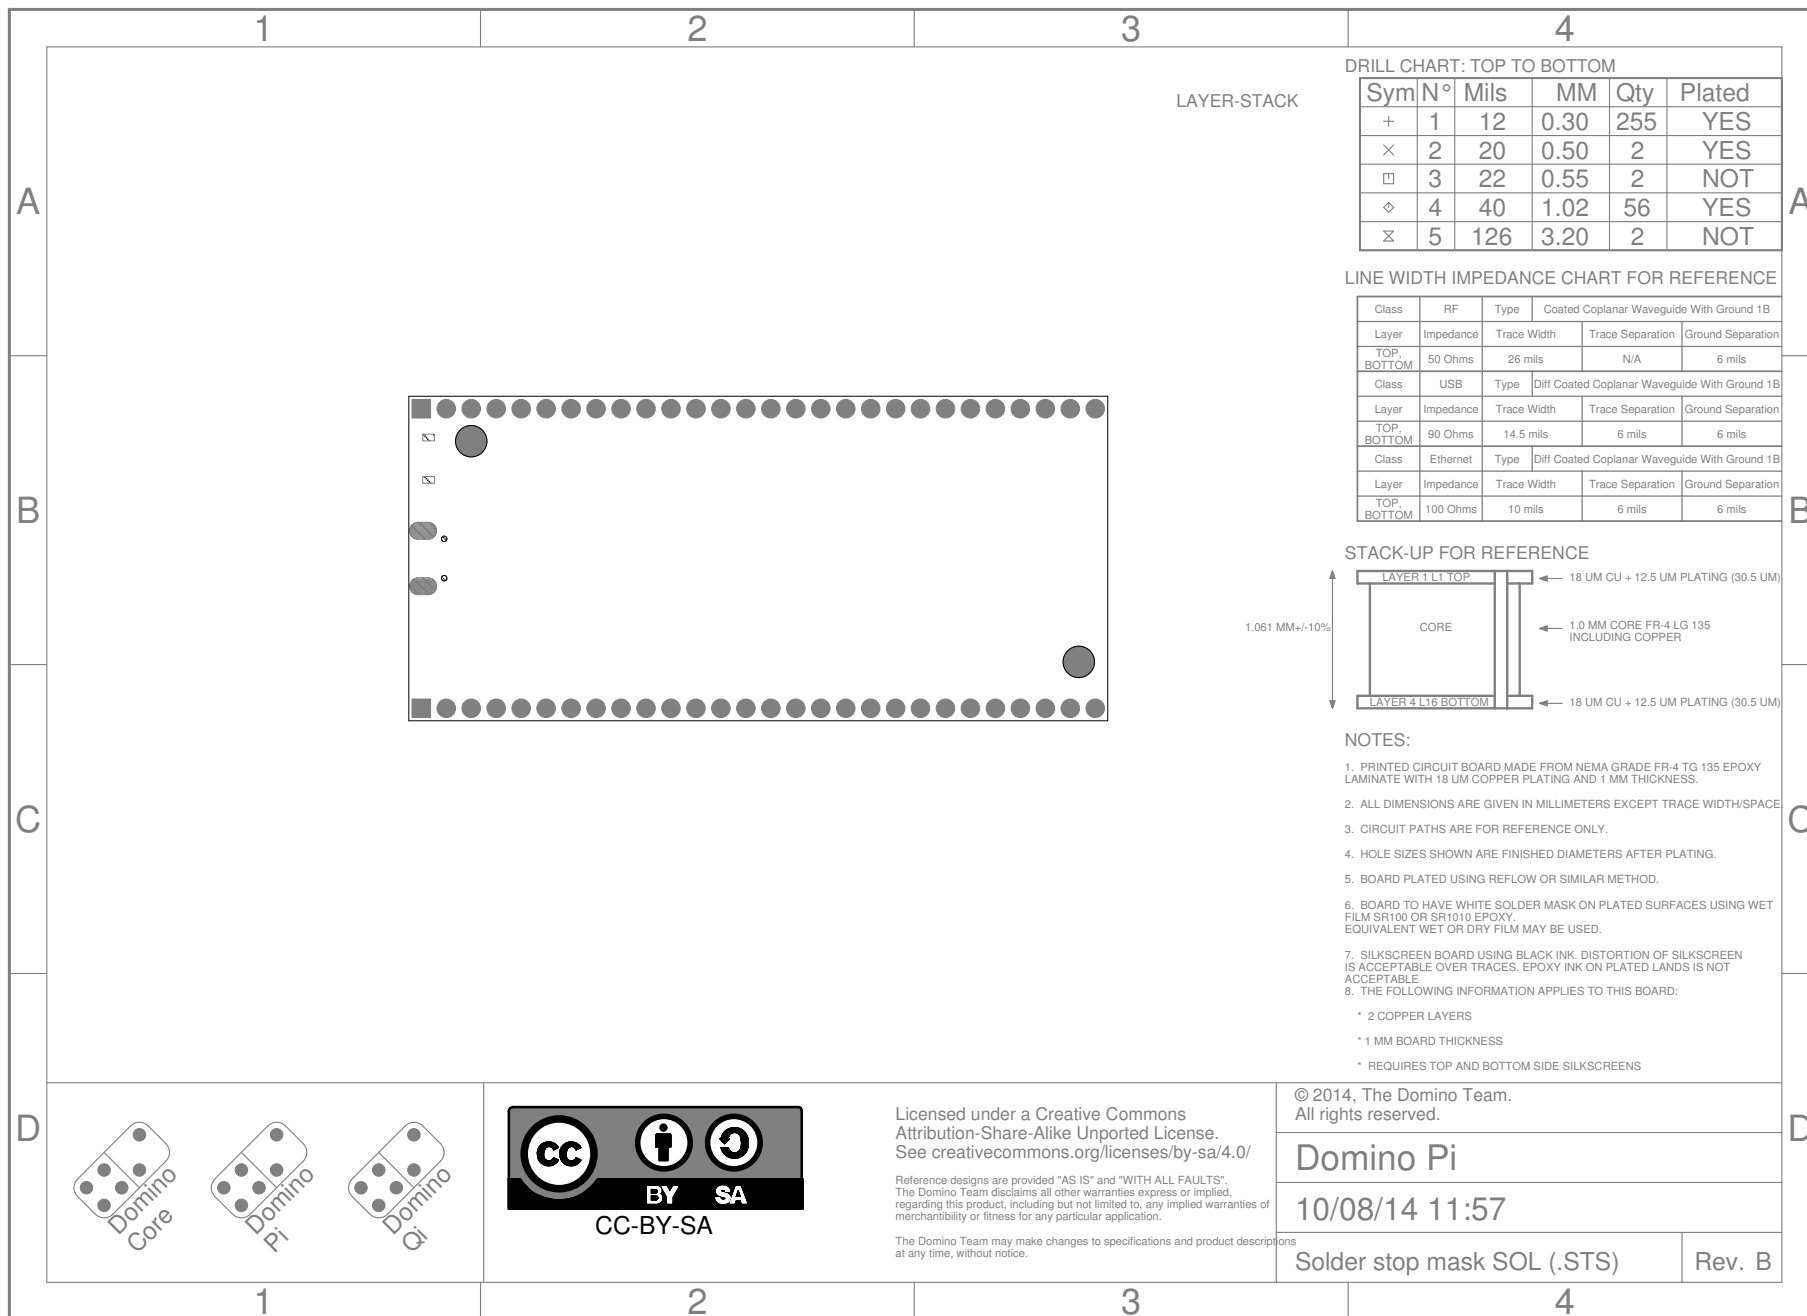 1 2 3 4
A
B
C
D
A
B
C
D
LAYER-STACK
DRILL CHART: TOP TO BOTTOM
Sym N° Mils MM Qty Plated
+ 1 12 0.30 255 YES
2 20 0.50 2 YES
3 22 0.55 2 NOT
4 40 1.02 56 YES
5 126 3.20 2 NOT
LINE WIDTH IMPEDANCE CHART FOR REFERENCE
Class RF Type Coated Coplanar Waveguide With Ground 1B
Layer Impedance Trace Width Trace Separation Ground Separation
TOP, BOTTOM 50 Ohms 26 mils N/A 6 mils
Class USB Type Diff Coated Coplanar Waveguide With Ground 1B
Layer Impedance Trace Width Trace Separation Ground Separation
TOP, BOTTOM 90 Ohms 14.5 mils 6 mils 6 mils
Class Ethernet Type Diff Coated Coplanar Waveguide With Ground 1B
Layer Impedance Trace Width Trace Separation Ground Separation
TOP, BOTTOM 100 Ohms 10 mils 6 mils 6 mils
STACK-UP FOR REFERENCE
LAYER 1 L1 TOP
18 UM CU + 12.5 UM PLATING (30.5 UM)
1.061 MM+/-10%
CORE
1.0 MM CORE FR-4 LG 135
INCLUDING COPPER
LAYER 4 L16 BOTTOM
18 UM CU + 12.5 UM PLATING (30.5 UM)
NOTES:
1. PRINTED CIRCUIT BOARD MADE FROM NEMA GRADE FR-4 TG 135 EPOXY
LAMINATE WITH 18 UM COPPER PLATING AND 1 MM THICKNESS.
2. ALL DIMENSIONS ARE GIVEN IN MILLIMETERS EXCEPT TRACE WIDTH/SPACE
3. CIRCUIT PATHS ARE FOR REFERENCE ONLY.
4. HOLE SIZES SHOWN ARE FINISHED DIAMETERS AFTER PLATING.
5. BOARD PLATED USING REFLOW OR SIMILAR METHOD.
6. BOARD TO HAVE WHITE SOLDER MASK ON PLATED SURFACES USING WET
FILM SR100 OR SR1010 EPOXY.
EQUIVALENT WET OR DRY FILM MAY BE USED.
7. SILKSCREEN BOARD USING BLACK INK. DISTORTION OF SILKSCREEN
IS ACCEPTABLE OVER TRACES. EPOXY INK ON PLATED LANDS IS NOT
ACCEPTABLE
8. THE FOLLOWING INFORMATION APPLIES TO THIS BOARD:
* 2 COPPER LAYERS
* 1 MM BOARD THICKNESS
* REQUIRES TOP AND BOTTOM SIDE SILKSCREENS
Domino
Core
Domino
Pi
Domino
Qi
cc
BY SA
CC-BY-SA
Licensed under a Creative Commons
Attribution-Share-Alike Unported License.
See creativecommons.org/licenses/by-sa/4.0/
Reference designs are provided "AS IS" and "WITH ALL FAULTS".
The Domino Team disclaims all other warranties express or implied,
regarding this product, including but not limited to, any implied warranties of
merchantibility or fitness for any particular application.
The Domino Team may make changes to specifications and product descriptions
at any time, without notice.
© 2014, The Domino Team.
All rights reserved.
Domino Pi
10/08/14 11:57
Solder stop mask SOL (.STS) Rev. B
1 2 3 4